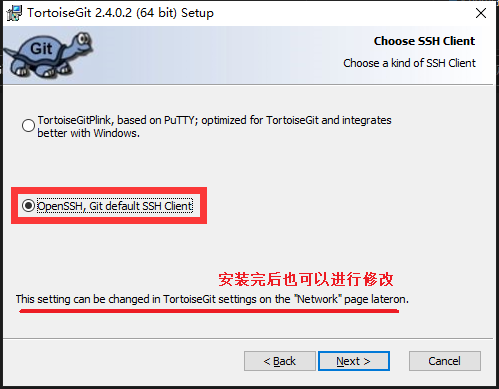 TortoiseGit 2.4.0.2 (64 bit) Setup
Choose SSH Client
Choose a kind of SSH Client
Git
TortoiseGitPlink, based on PuTTY; optimized for TortoiseGit and integrates
better with Windows.
OpenSSH, Git default SSH Client
安装完后也可以进行修改
This setting can be changed in TortoiseGit settings on the "Network" page lateron.
< Back
Next >
Cancel